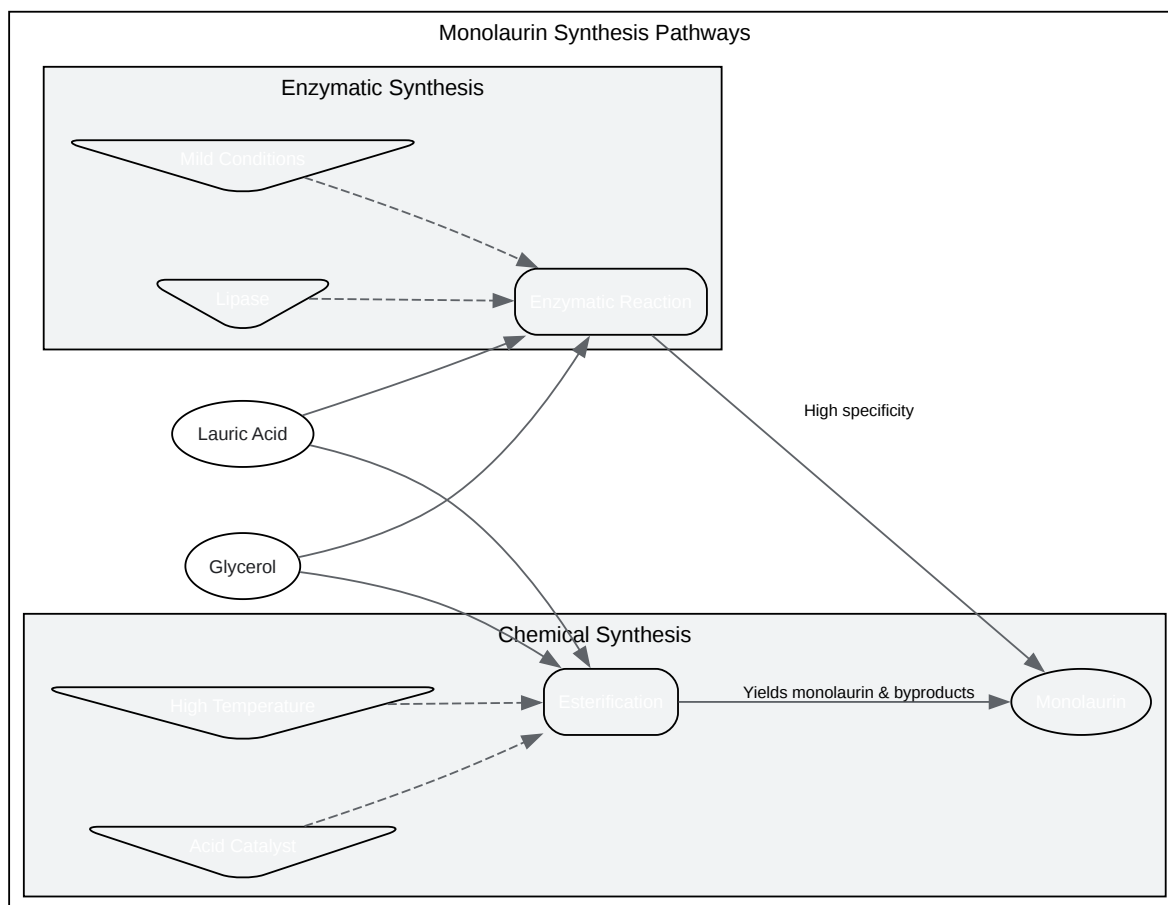 Monolaurin Synthesis Pathways
Enzymatic Synthesis
Mild Conditions
Lipase
Enzymatic Reaction
High specificity
Lauric Acid
Glycerol
Chemical Synthesis
High Temperature
Esterification
Yields monolaurin & byproducts
Monolaurin
Acid Catalyst